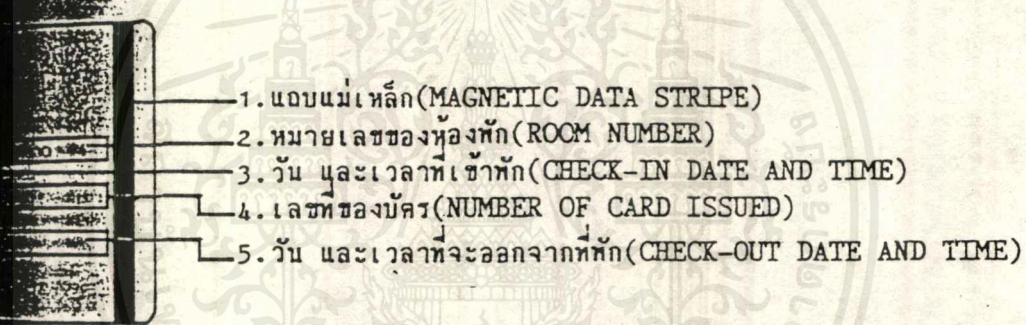 1.แถบแม่เหล็ก(MAGNETIC DATA STRIPE)
2.หมายเลขของห้องพัก(ROOM NUMBER)
3.วัน และเวลาที่เข้าพัก(CHECK-IN DATE AND TIME)
4.เลขที่ของบัตร(NUMBER OF CARD ISSUED)
5.วัน และเวลาที่จะออกจากที่พัก(CHECK-OUT DATE AND TIME)